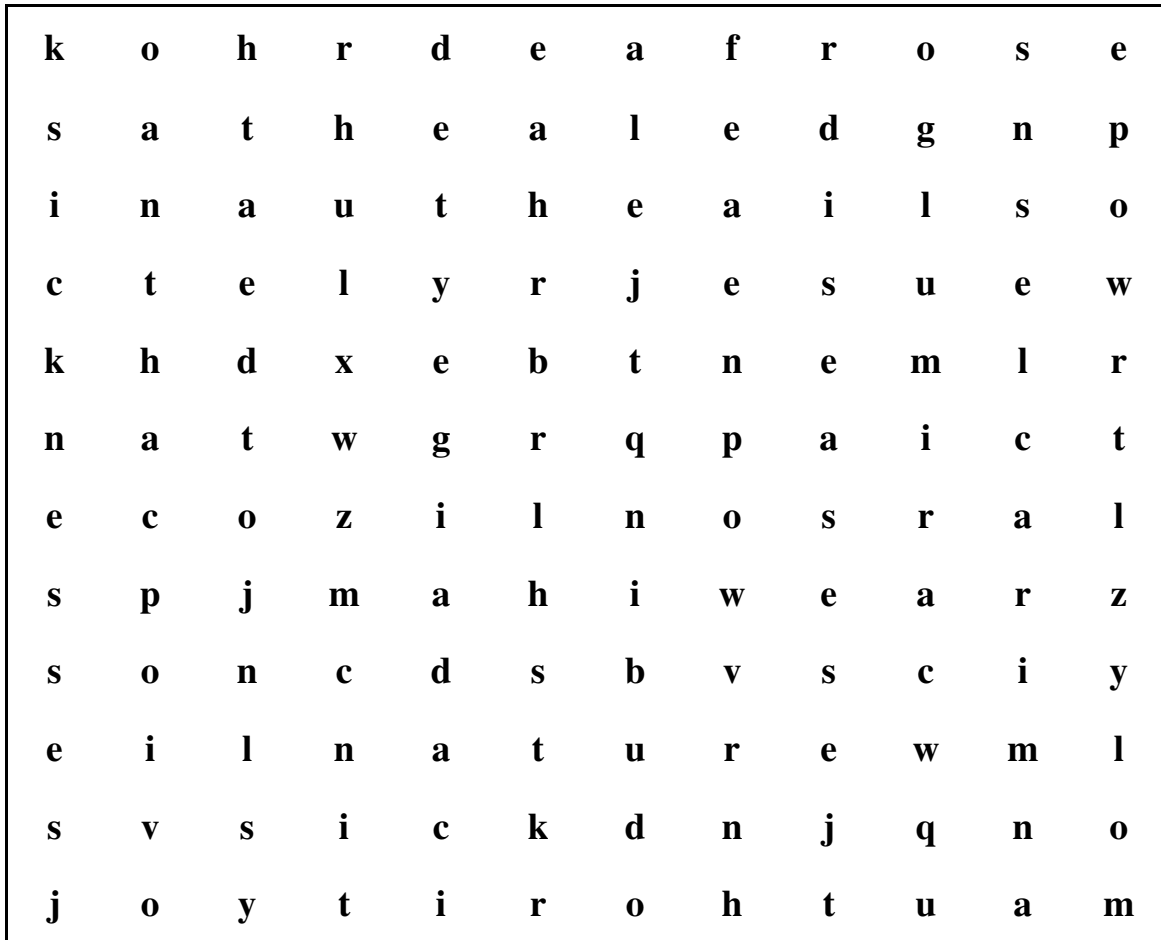 k o h r d e a f r o s e
s a t h e a l e d g n p
i n a u t h e a i l s o
c t e l y r j e s u e w
k h d x e b t n e m l r
n a t w g r q p a i c t
e c o z i l n o s r a l
s p j m a h i w e a r z
s o n c d s b v s c i y
e i l n a t u r e w m l
s v s i c k d n j q n o
j o y t i r o h t u a m